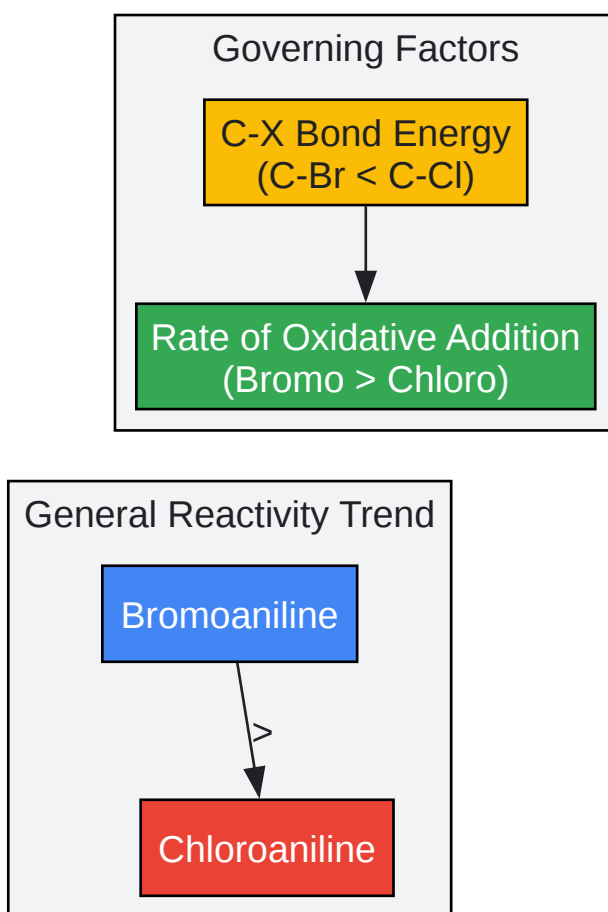 Governing Factors
C-X Bond Energy
(C-Br < C-Cl)
Rate of Oxidative Addition
(Bromo > Chloro)
General Reactivity Trend
Bromoaniline
>
Chloroaniline